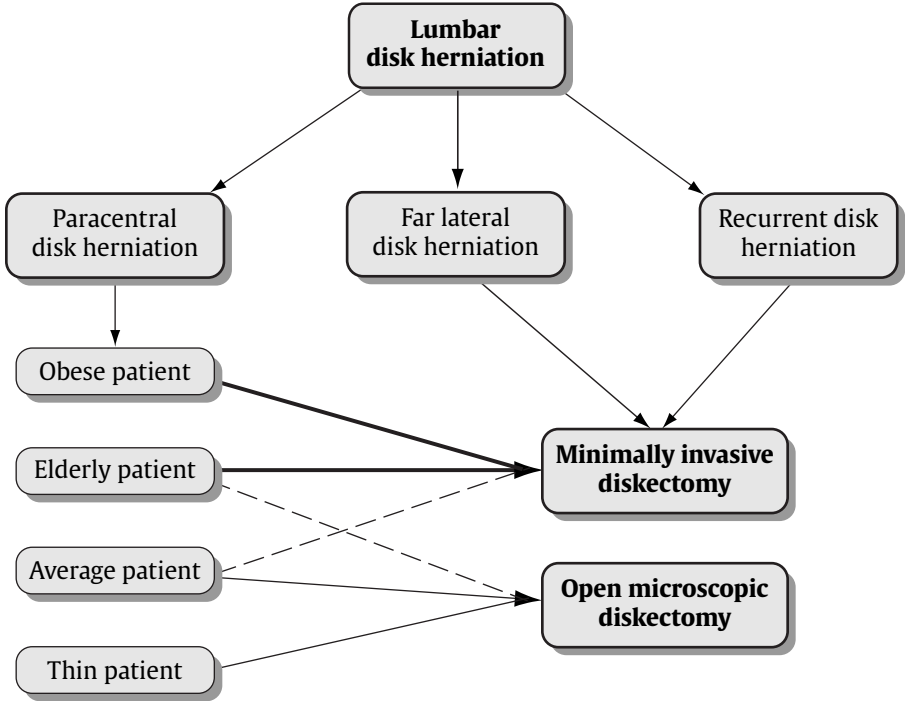 Lumbar
disk herniation
Paracentral
disk herniation
Far lateral
disk herniation
Recurrent disk
herniation
Obese patient
Elderly patient
Average patient
Thin patient
Minimally invasive
diskectomy
Open microscopic
diskectomy